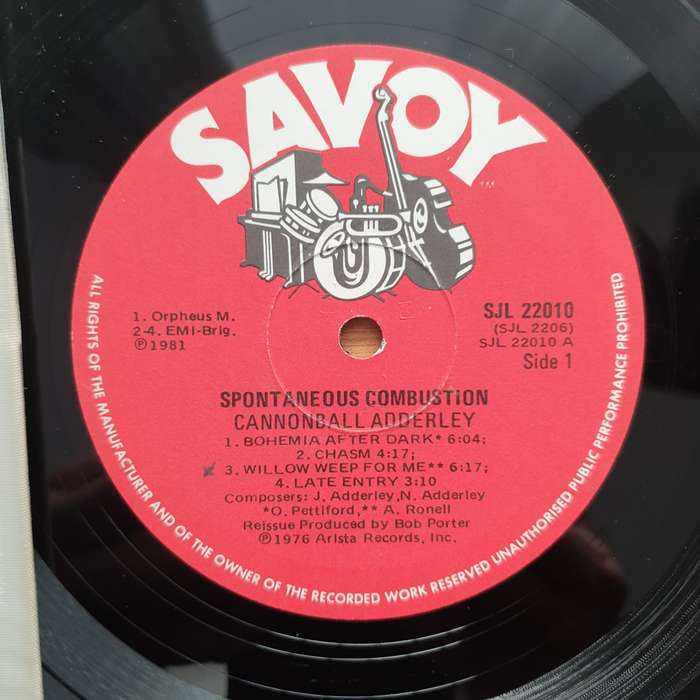 SAVOY
TM
1. Orpheus M.
2-4. EMI-Brig.
Ⓟ1981
SJL 22010
(SJL 2206)
SJL 22010 A
Side 1
SPONTANEOUS COMBUSTION
CANNONBALL ADDERLEY
1. BOHEMIA AFTER DARK* 6:04;
2. CHASM 4:17;
3. WILLOW WEEP FOR ME** 6:17;
4. LATE ENTRY 3:10
Composers: J. Adderley, N. Adderley
*O. Pettiford,** A. Ronell
Reissue Produced by Bob Porter
Ⓟ1976 Arista Records, Inc.
ALL RIGHTS OF THE MANUFACTURER AND OF THE OWNER OF THE RECORDED WORK RESERVED UNAUTHORISED PUBLIC PERFORMANCE PROHIBITED